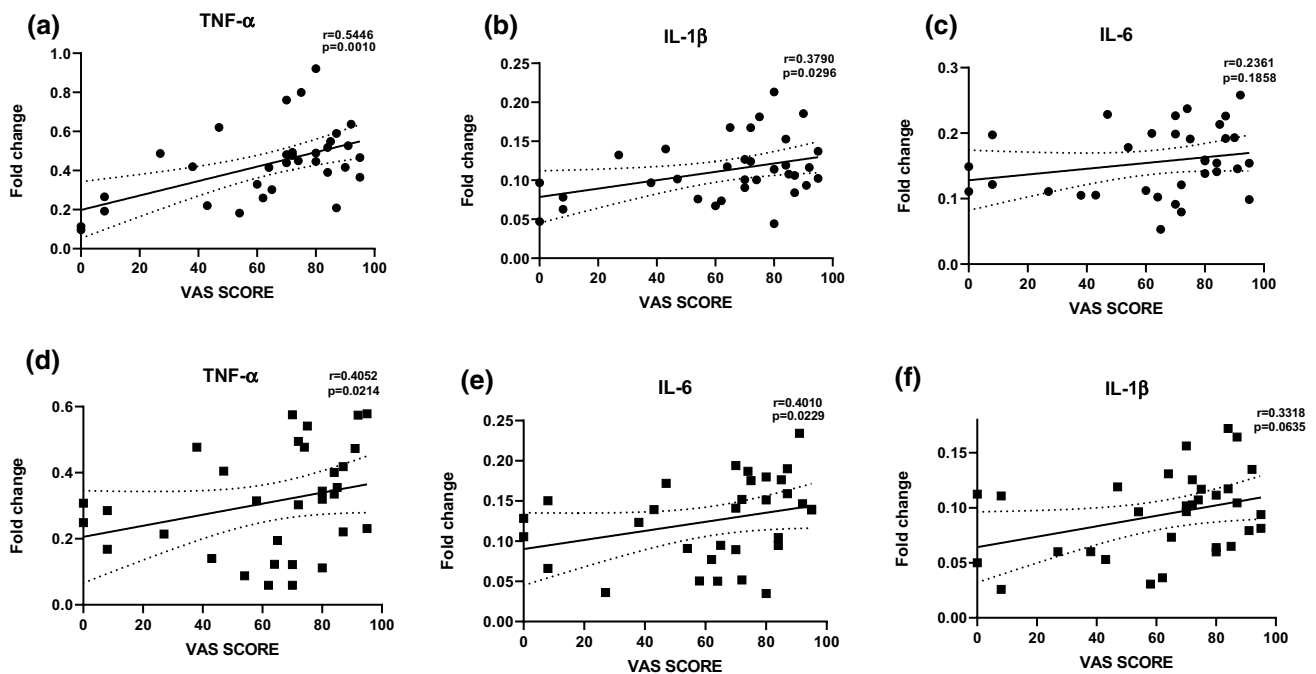 (a)
TNF-α
r=0.5446
p=0.0010
Fold change
1.0
0.8
0.6
0.4
0.2
0.0
0 20 40 60 80 100
VAS SCORE
(b)
IL-1β
r=0.3790
p=0.0296
Fold change
0.25
0.20
0.15
0.10
0.05
0.00
0 20 40 60 80 100
VAS SCORE
(c)
IL-6
r=0.2361
p=0.1858
Fold change
0.3
0.2
0.1
0.0
0 20 40 60 80 100
VAS SCORE
(d)
TNF-α
r=0.4052
p=0.0214
Fold change
0.6
0.4
0.2
0.0
0 20 40 60 80 100
VAS SCORE
(e)
IL-6
r=0.4010
p=0.0229
Fold change
0.25
0.20
0.15
0.10
0.05
0.00
0 20 40 60 80 100
VAS SCORE
(f)
IL-1β
r=0.3318
p=0.0635
Fold change
0.15
0.10
0.05
0.00
0 20 40 60 80 100
VAS SCORE